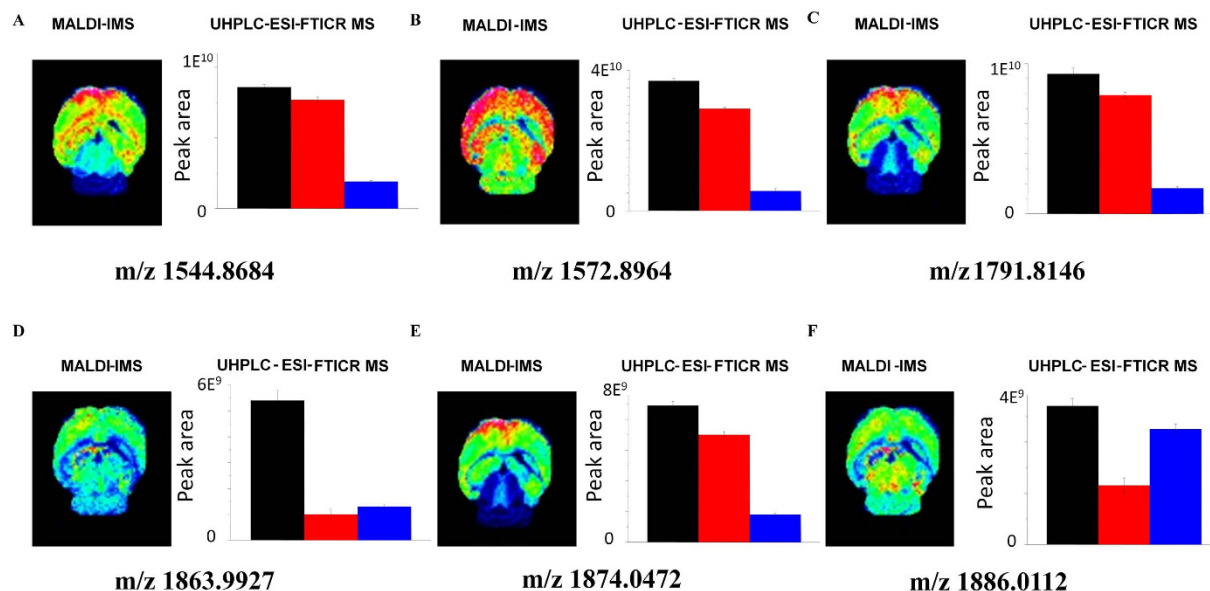 A
MALDI-IMS
UHPLC-ESI-FTICR MS
1E10
Peak area
0
m/z 1544.8684
B
MALDI-IMS
UHPLC-ESI-FTICR MS
4E10
Peak area
0
m/z 1572.8964
C
MALDI-IMS
UHPLC-ESI-FTICR MS
1E10
Peak area
0
m/z 1791.8146
D
MALDI-IMS
UHPLC- ESI-FTICR MS
6E9
Peak area
0
m/z 1863.9927
E
MALDI-IMS
UHPLC- ESI- FTICR MS
8E9
Peak area
0
m/z 1874.0472
F
MALDI -IMS
UHPLC- ESI-FTICR MS
4E9
Peak area
0
m/z 1886.0112